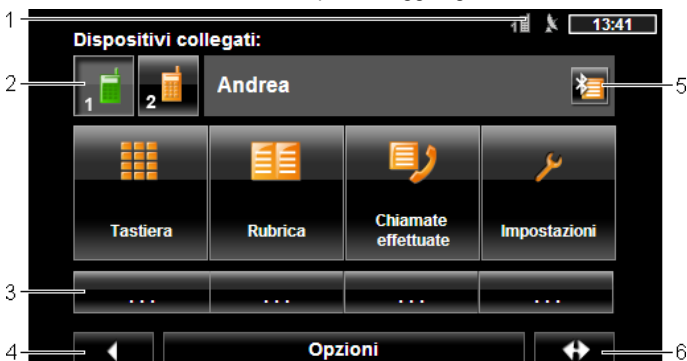 1 13:41
Dispositivi collegati:
2 1 2 Andrea 5
Tastiera Rubrica Chiamate effettuate Impostazioni
3 ... ... ... ...
4 Opzioni 6